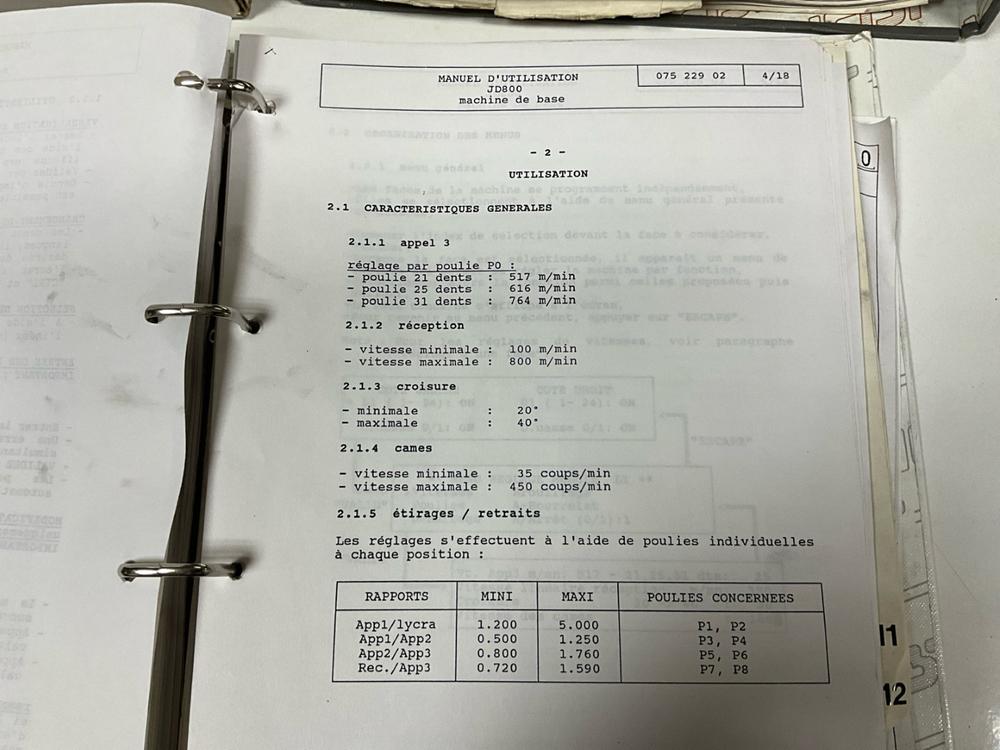 MANUEL D'UTILISATION
JD800
machine de base
075 229 02
4/18
- 2 -
UTILISATION
2.1 CARACTERISTIQUES GENERALES
2.1.1 appel 3
réglage par poulie P0 :
- poulie 21 dents : 517 m/min
- poulie 25 dents : 616 m/min
- poulie 31 dents : 764 m/min
2.1.2 réception
- vitesse minimale : 100 m/min
- vitesse maximale : 800 m/min
2.1.3 croisure
- minimale : 20°
- maximale : 40°
2.1.4 cames
- vitesse minimale : 35 coups/min
- vitesse maximale : 450 coups/min
2.1.5 étirages / retraits
Les réglages s'effectuent à l'aide de poulies individuelles
à chaque position :
RAPPORTS MINI MAXI POULIES CONCERNEES
App1/lycra 1.200 5.000 P1, P2
App1/App2 0.500 1.250 P3, P4
App2/App3 0.800 1.760 P5, P6
Rec./App3 0.720 1.590 P7, P8
0
11
12